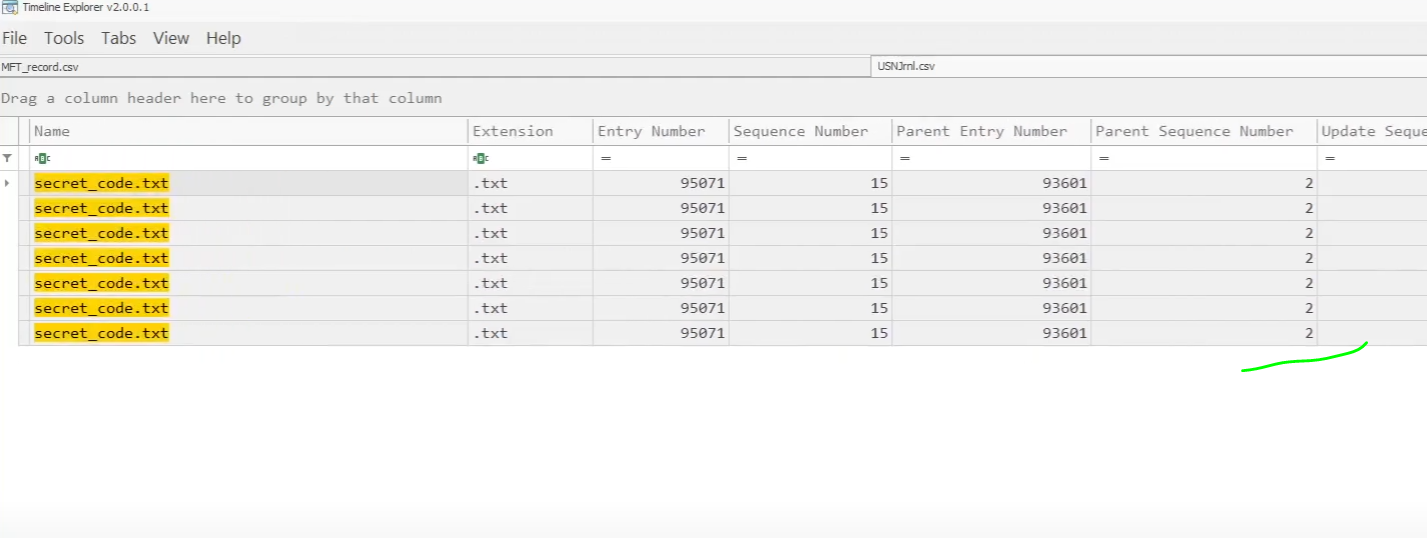 Timeline Explorer v2.0.0.1
File Tools Tabs View Help
MFT_record.csv USNJrnl.csv
Drag a column header here to group by that column
Name Extension Entry Number Sequence Number Parent Entry Number Parent Sequence Number Update Seque
= = = = =
secret_code.txt .txt 95071 15 93601 2
secret_code.txt .txt 95071 15 93601 2
secret_code.txt .txt 95071 15 93601 2
secret_code.txt .txt 95071 15 93601 2
secret_code.txt .txt 95071 15 93601 2
secret_code.txt .txt 95071 15 93601 2
secret_code.txt .txt 95071 15 93601 2